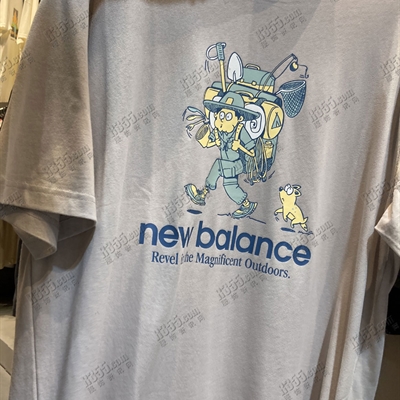 new balance
Revel the Magnificent Outdoors.